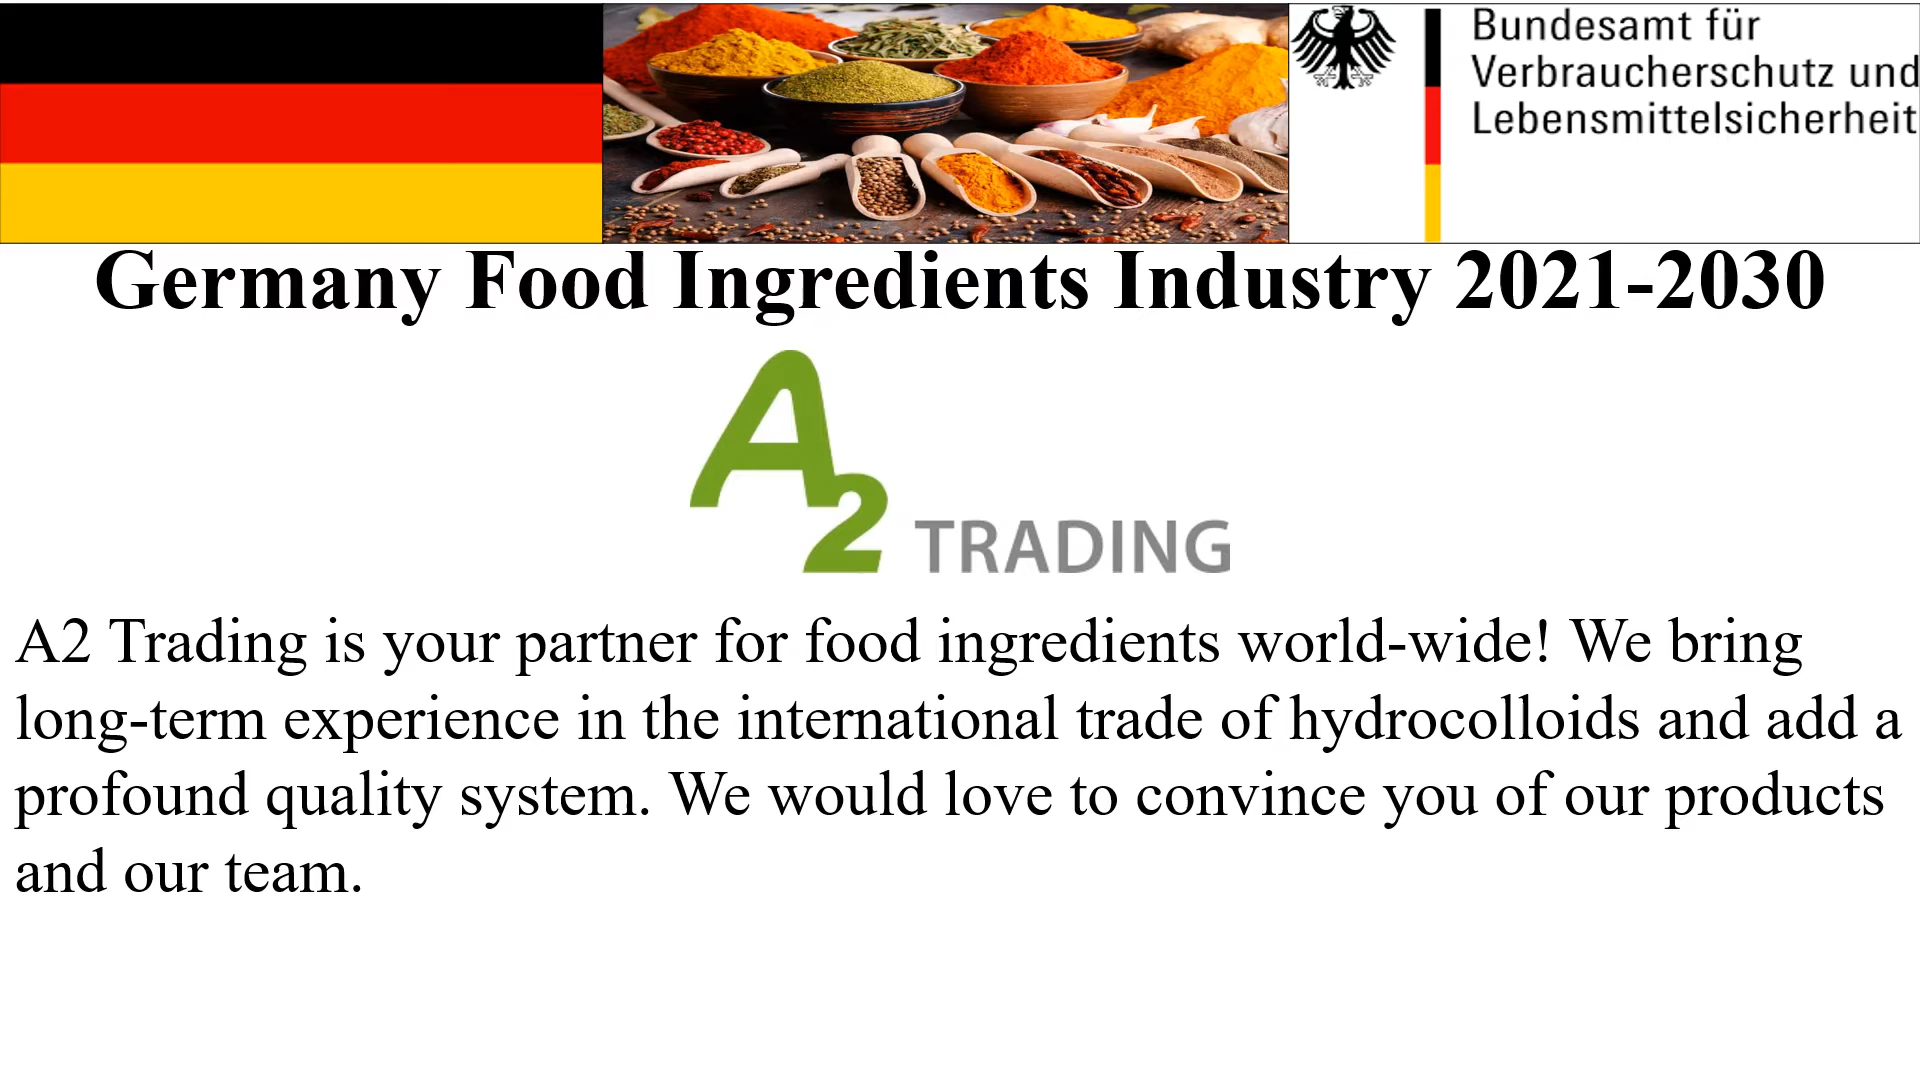 Bundesamt für
Verbraucherschutz und
Lebensmittelsicherheit
Germany Food Ingredients Industry 2021-2030
A2 TRADING
A2 Trading is your partner for food ingredients world-wide! We bring
long-term experience in the international trade of hydrocolloids and add a
profound quality system. We would love to convince you of our products
and our team.